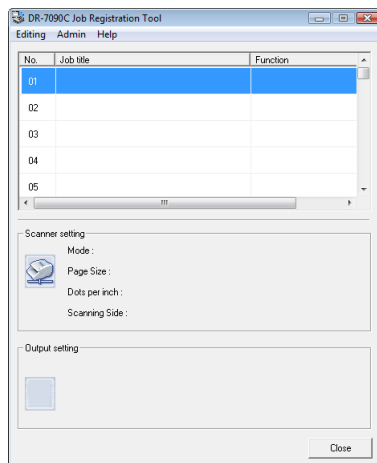 DR-7090C Job Registration Tool
Editing Admin Help
No. Job title Function
01
02
03
04
05
Scanner setting
Mode :
Page Size :
Dots per inch :
Scanning Side :
Output setting
Close